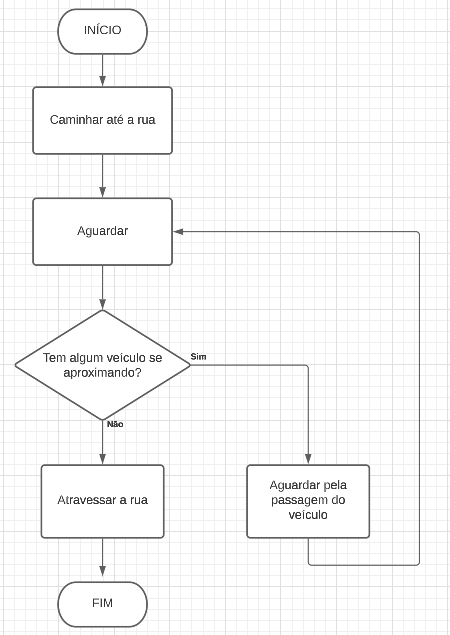 INÍCIO
Caminhar até a rua
Aguardar
Tem algum veículo se
aproximando?
Sim
Não
Atravessar a rua
Aguardar pela
passagem do
veículo
FIM